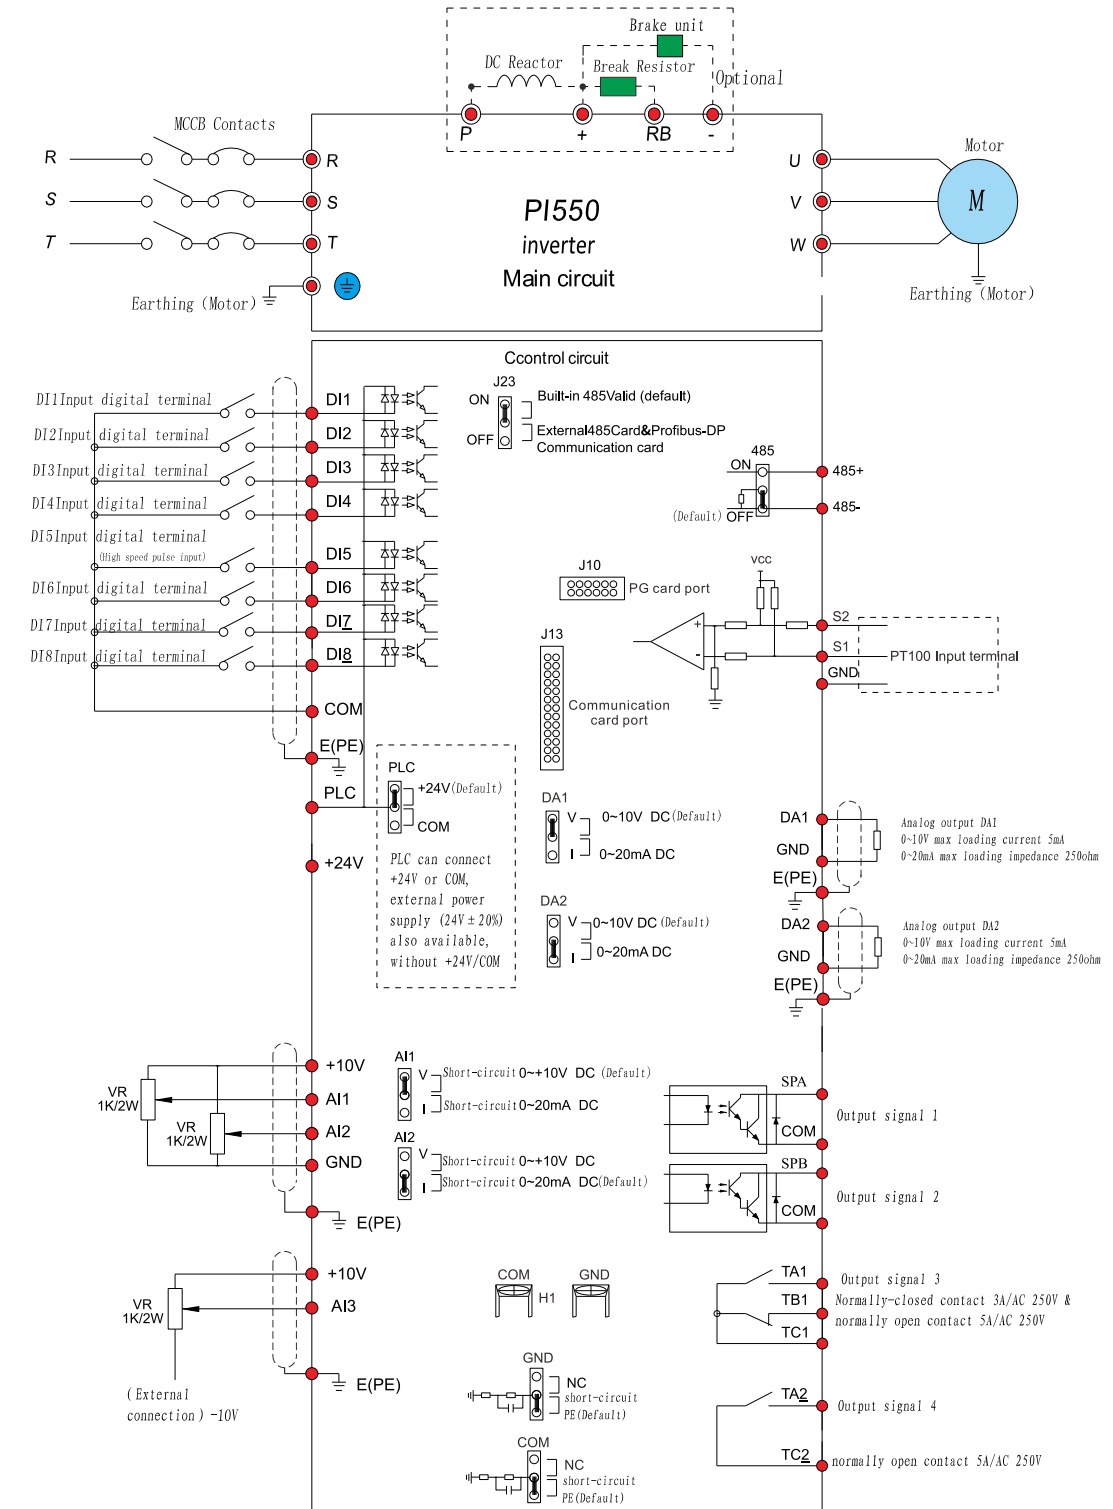 Brake unit
DC Reactor
Break Resistor
Optional
P
+
RB
-
MCCB Contacts
R
R
S
S
T
T
PI550
inverter
Main circuit
U
V
W
Motor
M
Earthing (Motor)
Earthing (Motor)
Ccontrol circuit
DI1Input digital terminal
DI1
DI2Input digital terminal
DI2
DI3Input digital terminal
DI3
DI4Input digital terminal
DI4
DI5Input digital terminal
(High speed pulse input)
DI5
DI6Input digital terminal
DI6
DI7Input digital terminal
DI7
DI8Input digital terminal
DI8
COM
E(PE)
PLC
+24V
J23
ON
Built-in 485Valid (default)
OFF
External485Card&Profibus-DP
Communication card
485
ON
485+
(Default)
OFF
485-
J10
PG card port
J13
Communication
card port
VCC
+
-
S2
S1
GND
PT100 Input terminal
PLC
+24V(Default)
COM
PLC can connect
+24V or COM,
external power
supply (24V±20%)
also available,
without +24V/COM
DA1
V
0~10V DC(Default)
I
0~20mA DC
DA2
V
0~10V DC (Default)
I
0~20mA DC
DA1
GND
E(PE)
Analog output DA1
0~10V max loading current 5mA
0~20mA max loading impedance 250ohm
DA2
GND
E(PE)
Analog output DA2
0~10V max loading current 5mA
0~20mA max loading impedance 250ohm
+10V
AI1
AI2
GND
E(PE)
VR
1K/2W
VR
1K/2W
AI1
V
Short-circuit 0~+10V DC (Default)
I
Short-circuit 0~20mA DC
AI2
V
Short-circuit 0~+10V DC
I
Short-circuit 0~20mA DC(Default)
SPA
COM
Output signal 1
SPB
COM
Output signal 2
+10V
AI3
VR
1K/2W
E(PE)
(External
connection) -10V
COM
H1
GND
TA1
Output signal 3
TB1
Normally-closed contact 3A/AC 250V &
normally open contact 5A/AC 250V
TC1
GND
NC
short-circuit
PE(Default)
TA2
Output signal 4
TC2
normally open contact 5A/AC 250V
COM
NC
short-circuit
PE(Default)